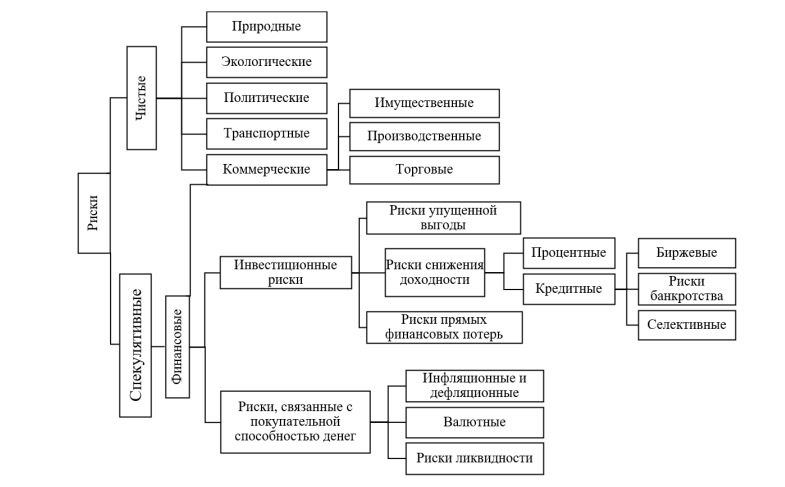 Риски
Чистые
Природные
Экологические
Политические
Транспортные
Коммерческие
Имущественные
Производственные
Торговые
Спекулятивные
Финансовые
Инвестиционные
риски
Риски упущенной
выгоды
Риски снижения
доходности
Процентные
Кредитные
Биржевые
Риски
банкротства
Селективные
Риски прямых
финансовых потерь
Риски, связанные с
покупательной
способностью денег
Инфляционные и
дефляционные
Валютные
Риски ликвидности